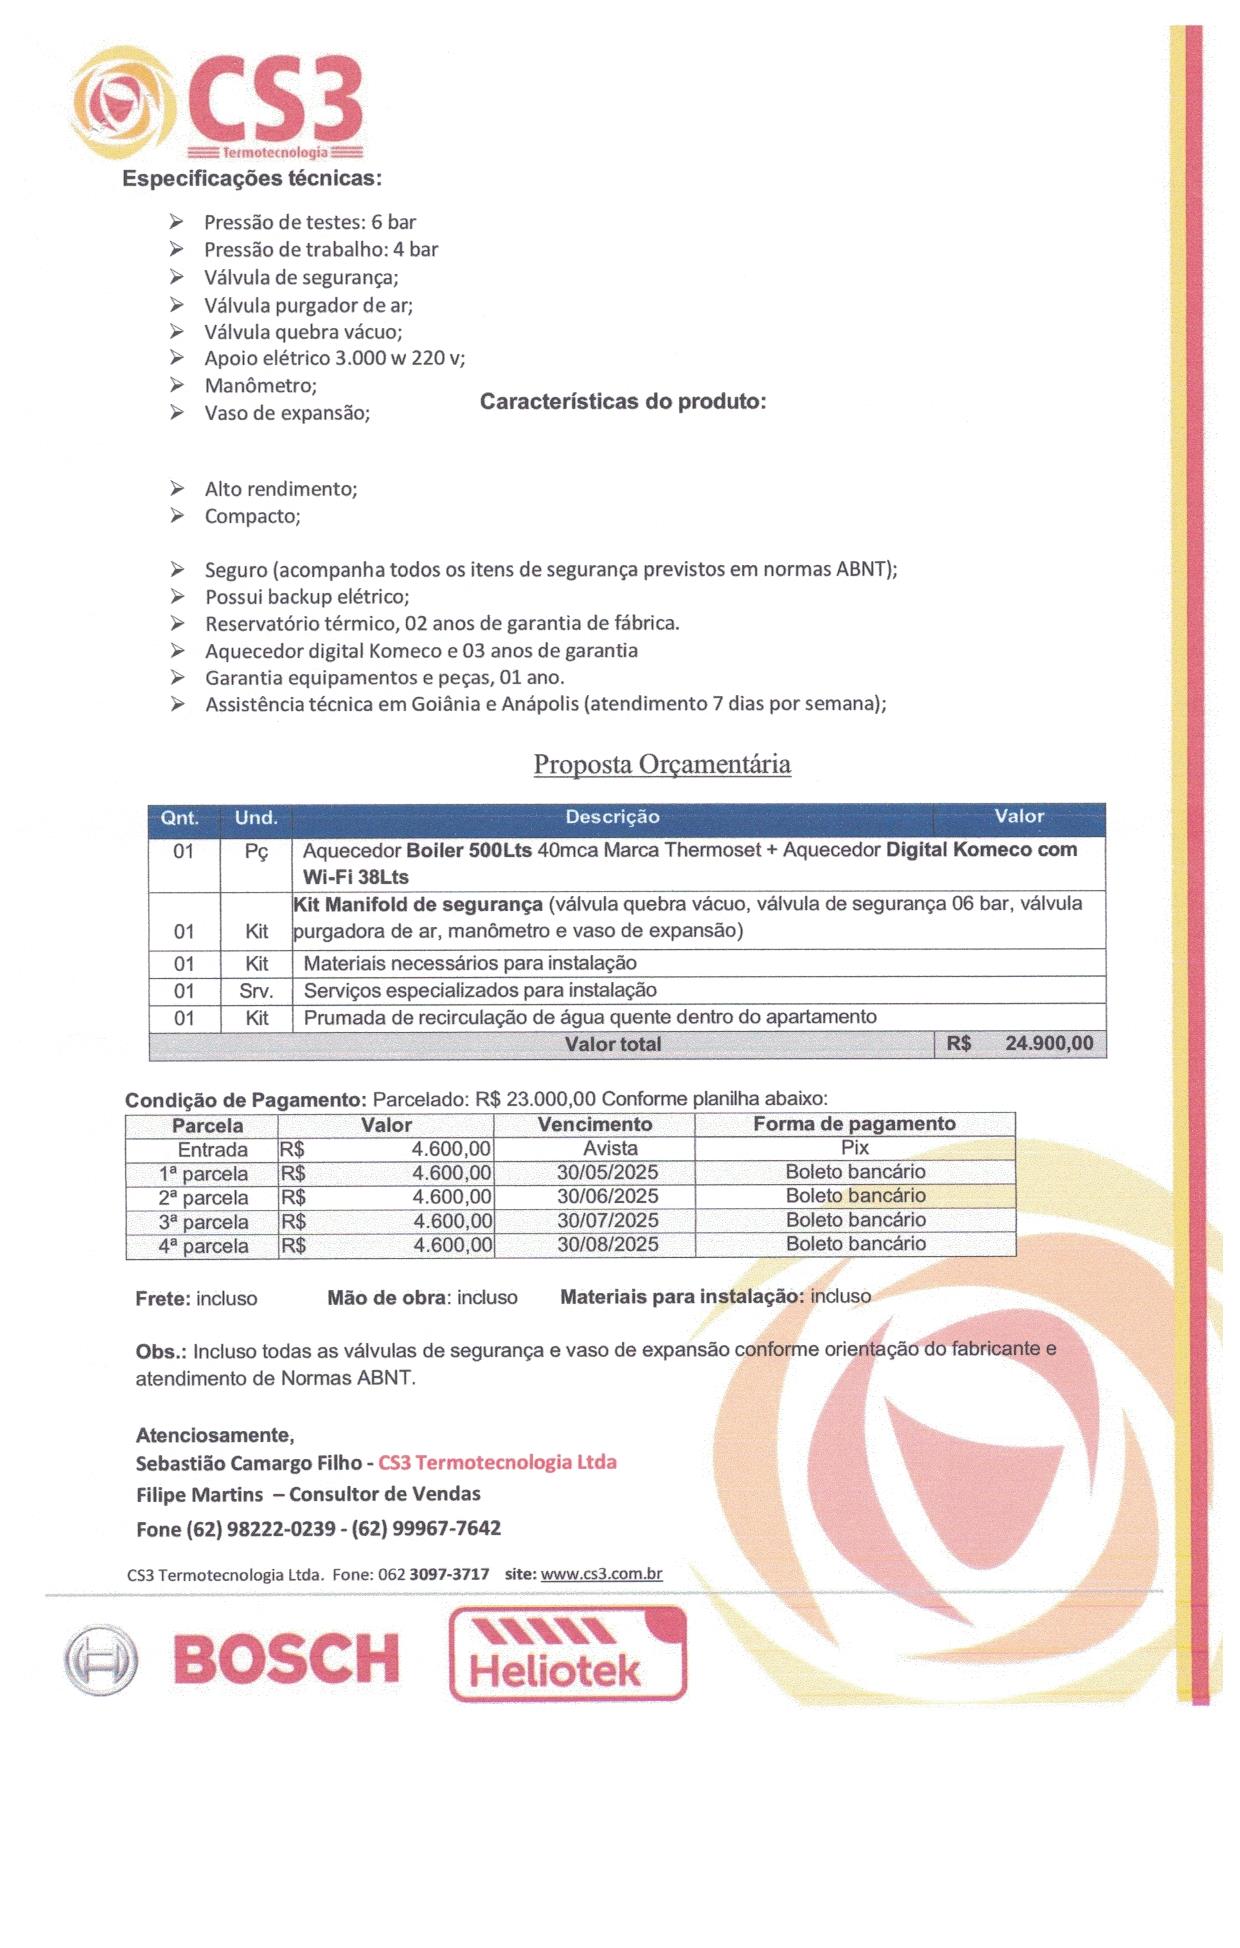 CS3
Termotecnologia
Especificações técnicas:
➢ Pressão de testes: 6 bar
➢ Pressão de trabalho: 4 bar
➢ Válvula de segurança;
➢ Válvula purgador de ar;
➢ Válvula quebra vácuo;
➢ Apoio elétrico 3.000 w 220 v;
➢ Manômetro;
Características do produto:
➢ Vaso de expansão;
➢ Alto rendimento;
➢ Compacto;
➢ Seguro (acompanha todos os itens de segurança previstos em normas ABNT);
➢ Possui backup elétrico;
➢ Reservatório térmico, 02 anos de garantia de fábrica.
➢ Aquecedor digital Komeco e 03 anos de garantia
➢ Garantia equipamentos e peças, 01 ano.
➢ Assistência técnica em Goiânia e Anápolis (atendimento 7 dias por semana);
Proposta Orçamentária
Qnt. Und. Descrição Valor
01 Pç Aquecedor Boiler 500Lts 40mca Marca Thermoset + Aquecedor Digital Komeco com
Wi-Fi 38Lts
Kit Manifold de segurança (válvula quebra vácuo, válvula de segurança 06 bar, válvula
01 Kit purgadora de ar, manômetro e vaso de expansão)
01 Kit Materiais necessários para instalação
01 Srv. Serviços especializados para instalação
01 Kit Prumada de recirculação de água quente dentro do apartamento
Valor total R$ 24.900,00
Condição de Pagamento: Parcelado: R$ 23.000,00 Conforme planilha abaixo:
Parcela Valor Vencimento Forma de pagamento
Entrada R$ 4.600,00 Avista Pix
1ª parcela R$ 4.600,00 30/05/2025 Boleto bancário
2ª parcela R$ 4.600,00 30/06/2025 Boleto bancário
3ª parcela R$ 4.600,00 30/07/2025 Boleto bancário
4ª parcela R$ 4.600,00 30/08/2025 Boleto bancário
Frete: incluso Mão de obra: incluso Materiais para instalação: incluso
Obs.: Incluso todas as válvulas de segurança e vaso de expansão conforme orientação do fabricante e
atendimento de Normas ABNT.
Atenciosamente,
Sebastião Camargo Filho - CS3 Termotecnologia Ltda
Filipe Martins – Consultor de Vendas
Fone (62) 98222-0239 - (62) 99967-7642
CS3 Termotecnologia Ltda. Fone: 062 3097-3717 site: www.cs3.com.br
BOSCH
Heliotek